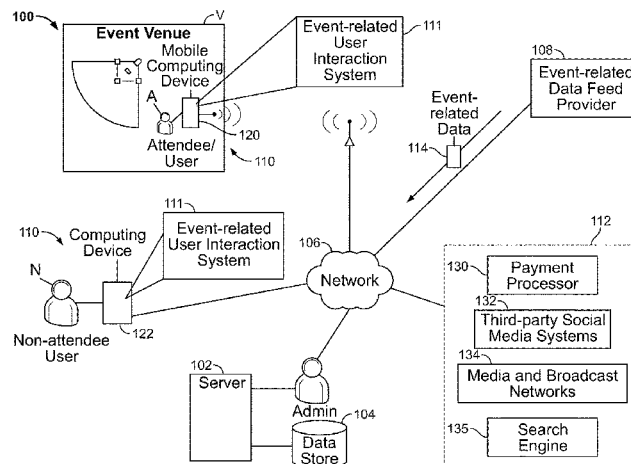 100
V
Event Venue
Mobile
Computing
Device
A
120
Attendee/
User
110
111
Event-related
User Interaction
System
108
Event-related
Data Feed
Provider
Event-
related
Data
114
110
Computing
Device
111
Event-related
User Interaction
System
N
122
Non-attendee
User
106
Network
112
130
Payment
Processor
132
Third-party Social
Media Systems
134
Media and Broadcast
Networks
135
Search
Engine
102
Server
Admin
104
Data
Store